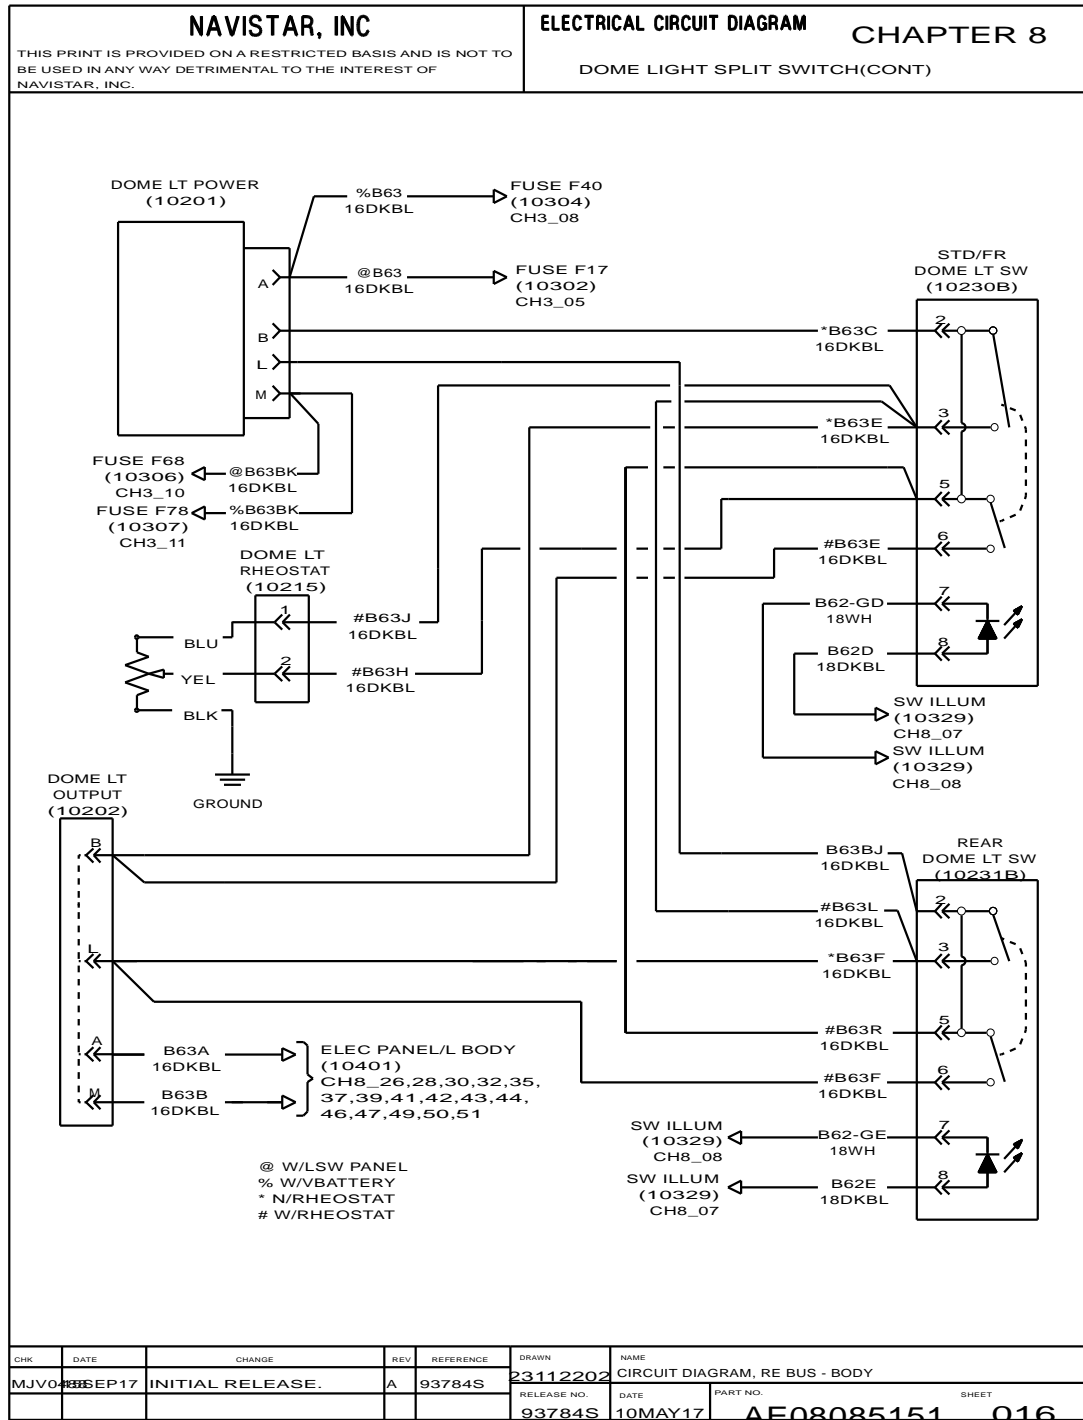 NAVISTAR, INC
THIS PRINT IS PROVIDED ON A RESTRICTED BASIS AND IS NOT TO
BE USED IN ANY WAY DETRIMENTAL TO THE INTEREST OF
NAVISTAR, INC.
ELECTRICAL CIRCUIT DIAGRAM
CHAPTER 8
DOME LIGHT SPLIT SWITCH(CONT)
DOME LT POWER
(10201)
A
B
L
M
%B63
16DKBL
FUSE F40
(10304)
CH3_08
@B63
16DKBL
FUSE F17
(10302)
CH3_05
STD/FR
DOME LT SW
(10230B)
*B63C
16DKBL
2
*B63E
16DKBL
3
5
#B63E
16DKBL
6
B62-GD
18WH
7
B62D
18DKBL
8
SW ILLUM
(10329)
CH8_07
SW ILLUM
(10329)
CH8_08
FUSE F68
(10306)
CH3_10
@B63BK
16DKBL
FUSE F78
(10307)
CH3_11
%B63BK
16DKBL
DOME LT
RHEOSTAT
(10215)
1
#B63J
16DKBL
2
#B63H
16DKBL
BLU
YEL
BLK
GROUND
DOME LT
OUTPUT
(10202)
B
L
A
M
B63A
16DKBL
B63B
16DKBL
ELEC PANEL/L BODY
(10401)
CH8_26,28,30,32,35,
37,39,41,42,43,44,
46,47,49,50,51
REAR
DOME LT SW
(10231B)
B63BJ
16DKBL
2
#B63L
16DKBL
*B63F
16DKBL
3
#B63R
16DKBL
5
#B63F
16DKBL
6
B62-GE
18WH
7
SW ILLUM
(10329)
CH8_08
B62E
18DKBL
8
SW ILLUM
(10329)
CH8_07
@ W/LSW PANEL
% W/VBATTERY
* N/RHEOSTAT
# W/RHEOSTAT
CHK DATE CHANGE REV REFERENCE
INITIAL RELEASE. A 93784S
DRAWN
23112202
NAME
CIRCUIT DIAGRAM, RE BUS - BODY
RELEASE NO.
93784S
DATE
10MAY17
PART NO.
AE08085151
SHEET
016